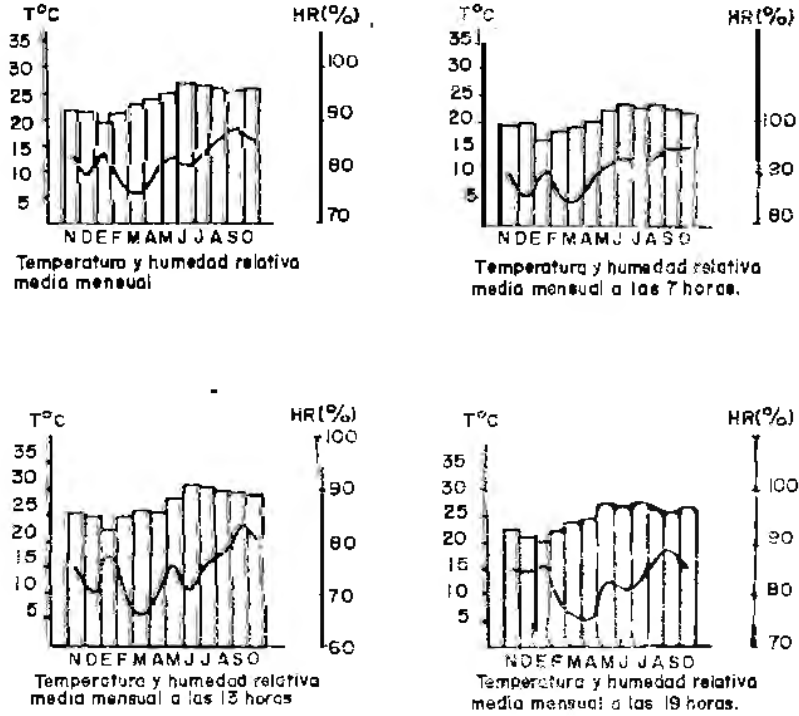 T°C HR(%)
35 100
30
25 90
20
15 80
10
5 70
N D E F M A M J J A S O
Temperatura y humedad relativa
media mensual
T°C HR(%)
35
30
25
20 100
15
10 90
5 80
N D E F M A M J J A S O
Temperatura y humedad relativa
media mensual a las 7 horas.
T°C HR(%)
100
35
30 90
25
20 80
15
10 70
5
60
N D E F M A M J J A S O
Temperatura y humedad relativa
media mensual a las 13 horas
T°C HR(%)
35
30 100
25
20 90
15
10 80
5
70
N D E F M A M J J A S O
Temperatura y humedad relativa
media mensual a las 19 horas.